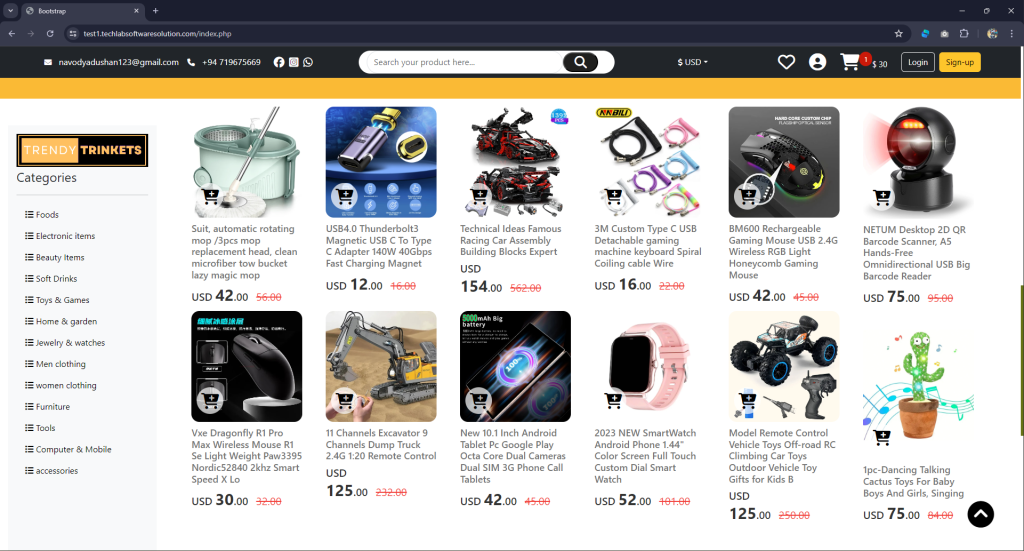 Bootstrap
test1.techlabsoftwaresolution.com/index.php
navodyadushan123@gmail.com
+94 719675669
Search your product here...
$ USD
1
$ 30
Login
Sign-up
TRENDY TRINKETS
Categories
Foods
Electronic items
Beauty Items
Soft Drinks
Toys & Games
Home & garden
Jewelry & watches
Men clothing
women clothing
Furniture
Tools
Computer & Mobile
accessories
Suit, automatic rotating
mop /3pcs mop
replacement head, clean
microfiber tow bucket
lazy magic mop
USD 42.00 56.00
USB4.0 Thunderbolt3
Magnetic USB C To Type
C Adapter 140W 40Gbps
Fast Charging Magnet
USD 12.00 16.00
PCS
Technical Ideas Famous
Racing Car Assembly
Building Blocks Expert
USD
154.00 562.00
3M Custom Type C USB
Detachable gaming
machine keyboard Spiral
Coiling cable Wire
USD 16.00 22.00
HARD-CORE CUSTOM CHIP
FLAGSHIP OPTICAL SENSOR
BM600 Rechargeable
Gaming Mouse USB 2.4G
Wireless RGB Light
Honeycomb Gaming
Mouse
USD 42.00 45.00
NETUM Desktop 2D QR
Barcode Scanner, A5
Hands-Free
Omnidirectional USB Big
Barcode Reader
USD 75.00 95.00
Vxe Dragonfly R1 Pro
Max Wireless Mouse R1
Se Light Weight Paw3395
Nordic52840 2khz Smart
Speed X Lo
USD 30.00 32.00
11 Channels Excavator 9
Channels Dump Truck
2.4G 1:20 Remote Control
USD
125.00 232.00
5000mAh Big
battery
100%
New 10.1 Inch Android
Tablet Pc Google Play
Octa Core Dual Cameras
Dual SIM 3G Phone Call
Tablets
USD 42.00 45.00
2023 NEW SmartWatch
Android Phone 1.44"
Color Screen Full Touch
Custom Dial Smart
Watch
USD 52.00 101.00
Model Remote Control
Vehicle Toys Off-road RC
Climbing Car Toys
Outdoor Vehicle Toy
Gifts for Kids B
USD
125.00 250.00
1pc-Dancing Talking
Cactus Toys For Baby
Boys And Girls, Singing
USD 75.00 84.00